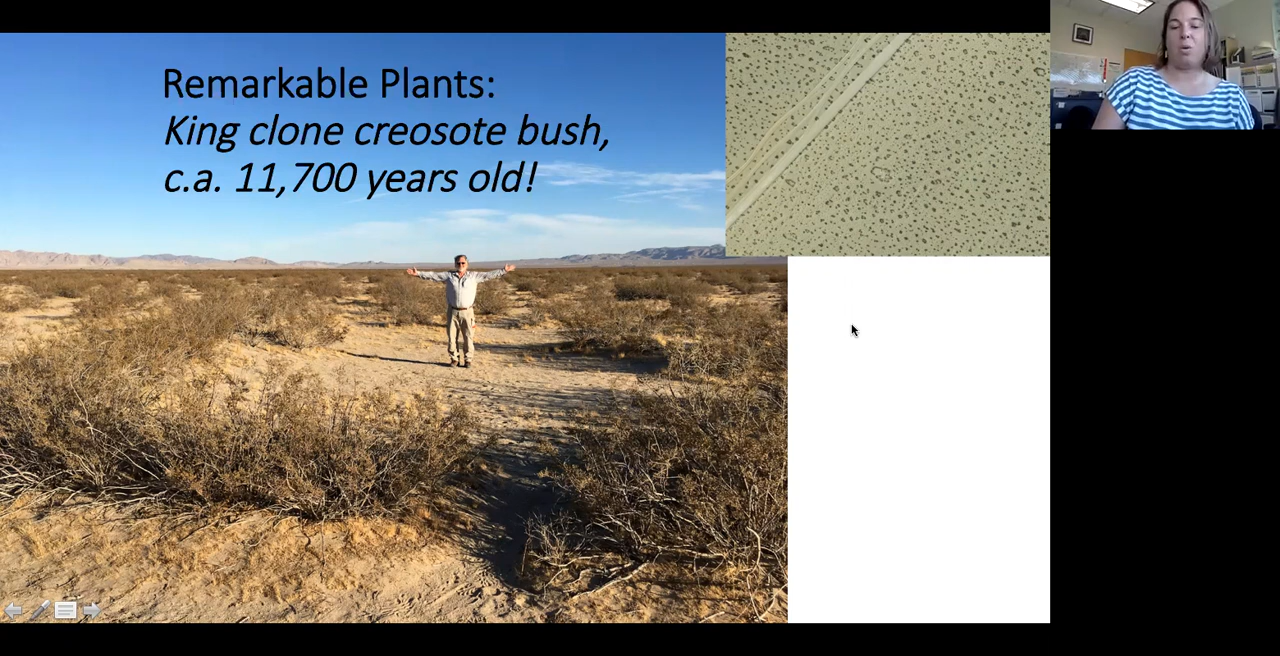 Remarkable Plants:
King clone creosote bush,
c.a. 11,700 years old!